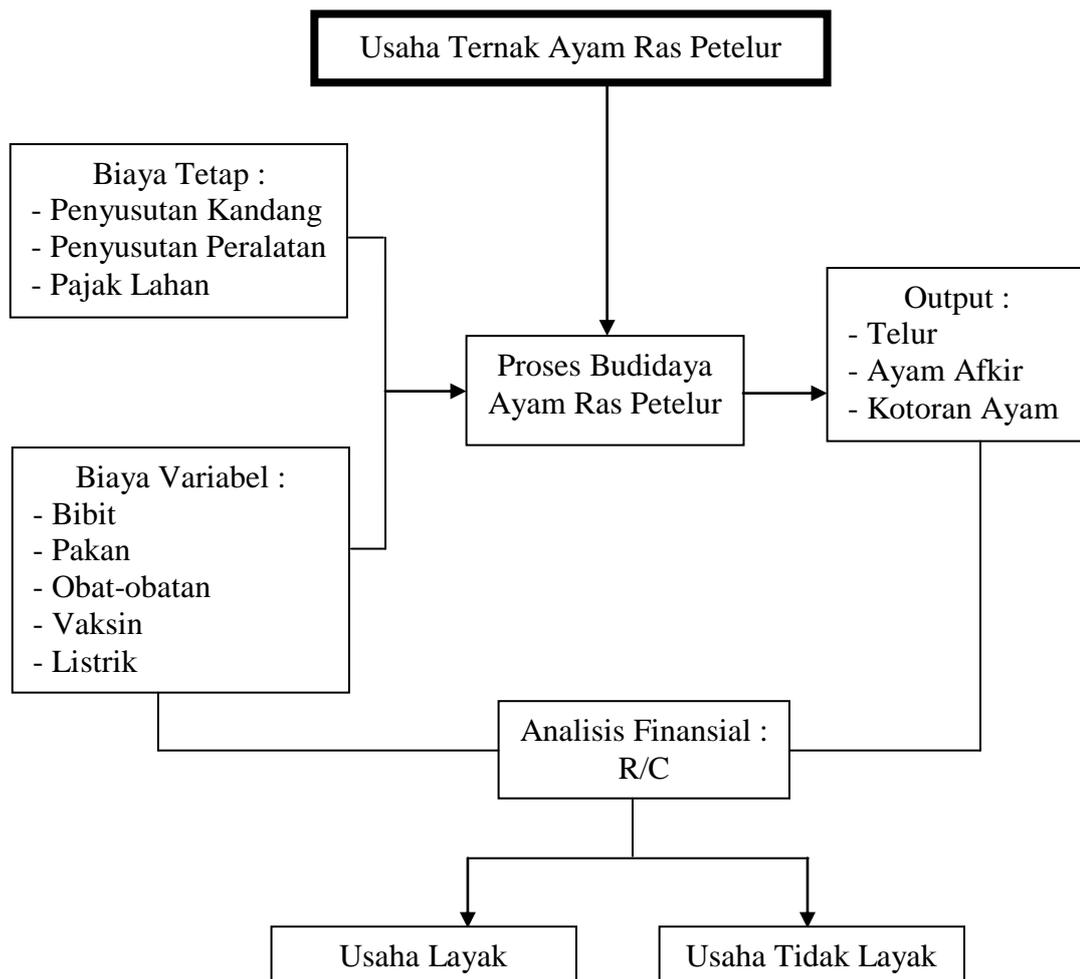 Usaha Ternak Ayam Ras Petelur
Biaya Tetap :
- Penyusutan Kandang
- Penyusutan Peralatan
- Pajak Lahan
Output :
- Telur
- Ayam Afkir
- Kotoran Ayam
Proses Budidaya
Ayam Ras Petelur
Biaya Variabel :
- Bibit
- Pakan
- Obat-obatan
- Vaksin
- Listrik
Analisis Finansial :
R/C
Usaha Layak
Usaha Tidak Layak